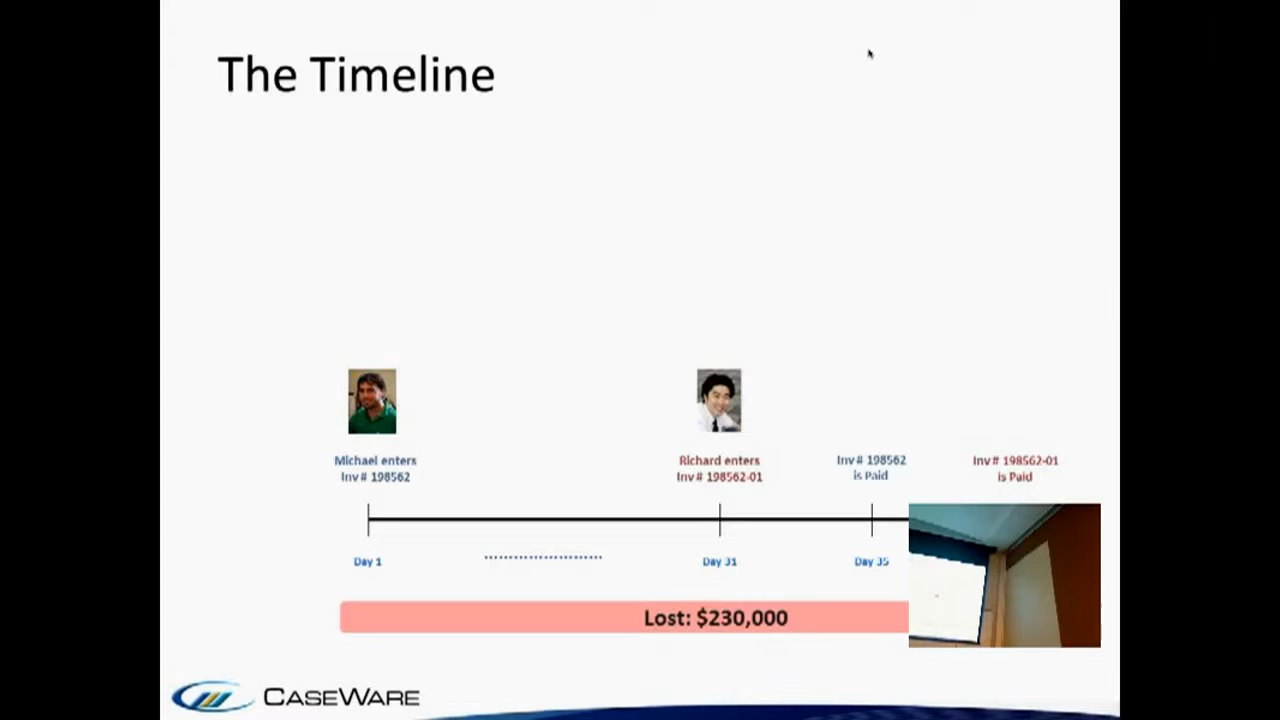 The Timeline
Michael enters
Inv # 198562
Richard enters
Inv # 198562-01
Inv # 198562
is Paid
Inv # 198562-01
is Paid
Day 1
Day 31
Day 35
Lost: $230,000
CASEWARE